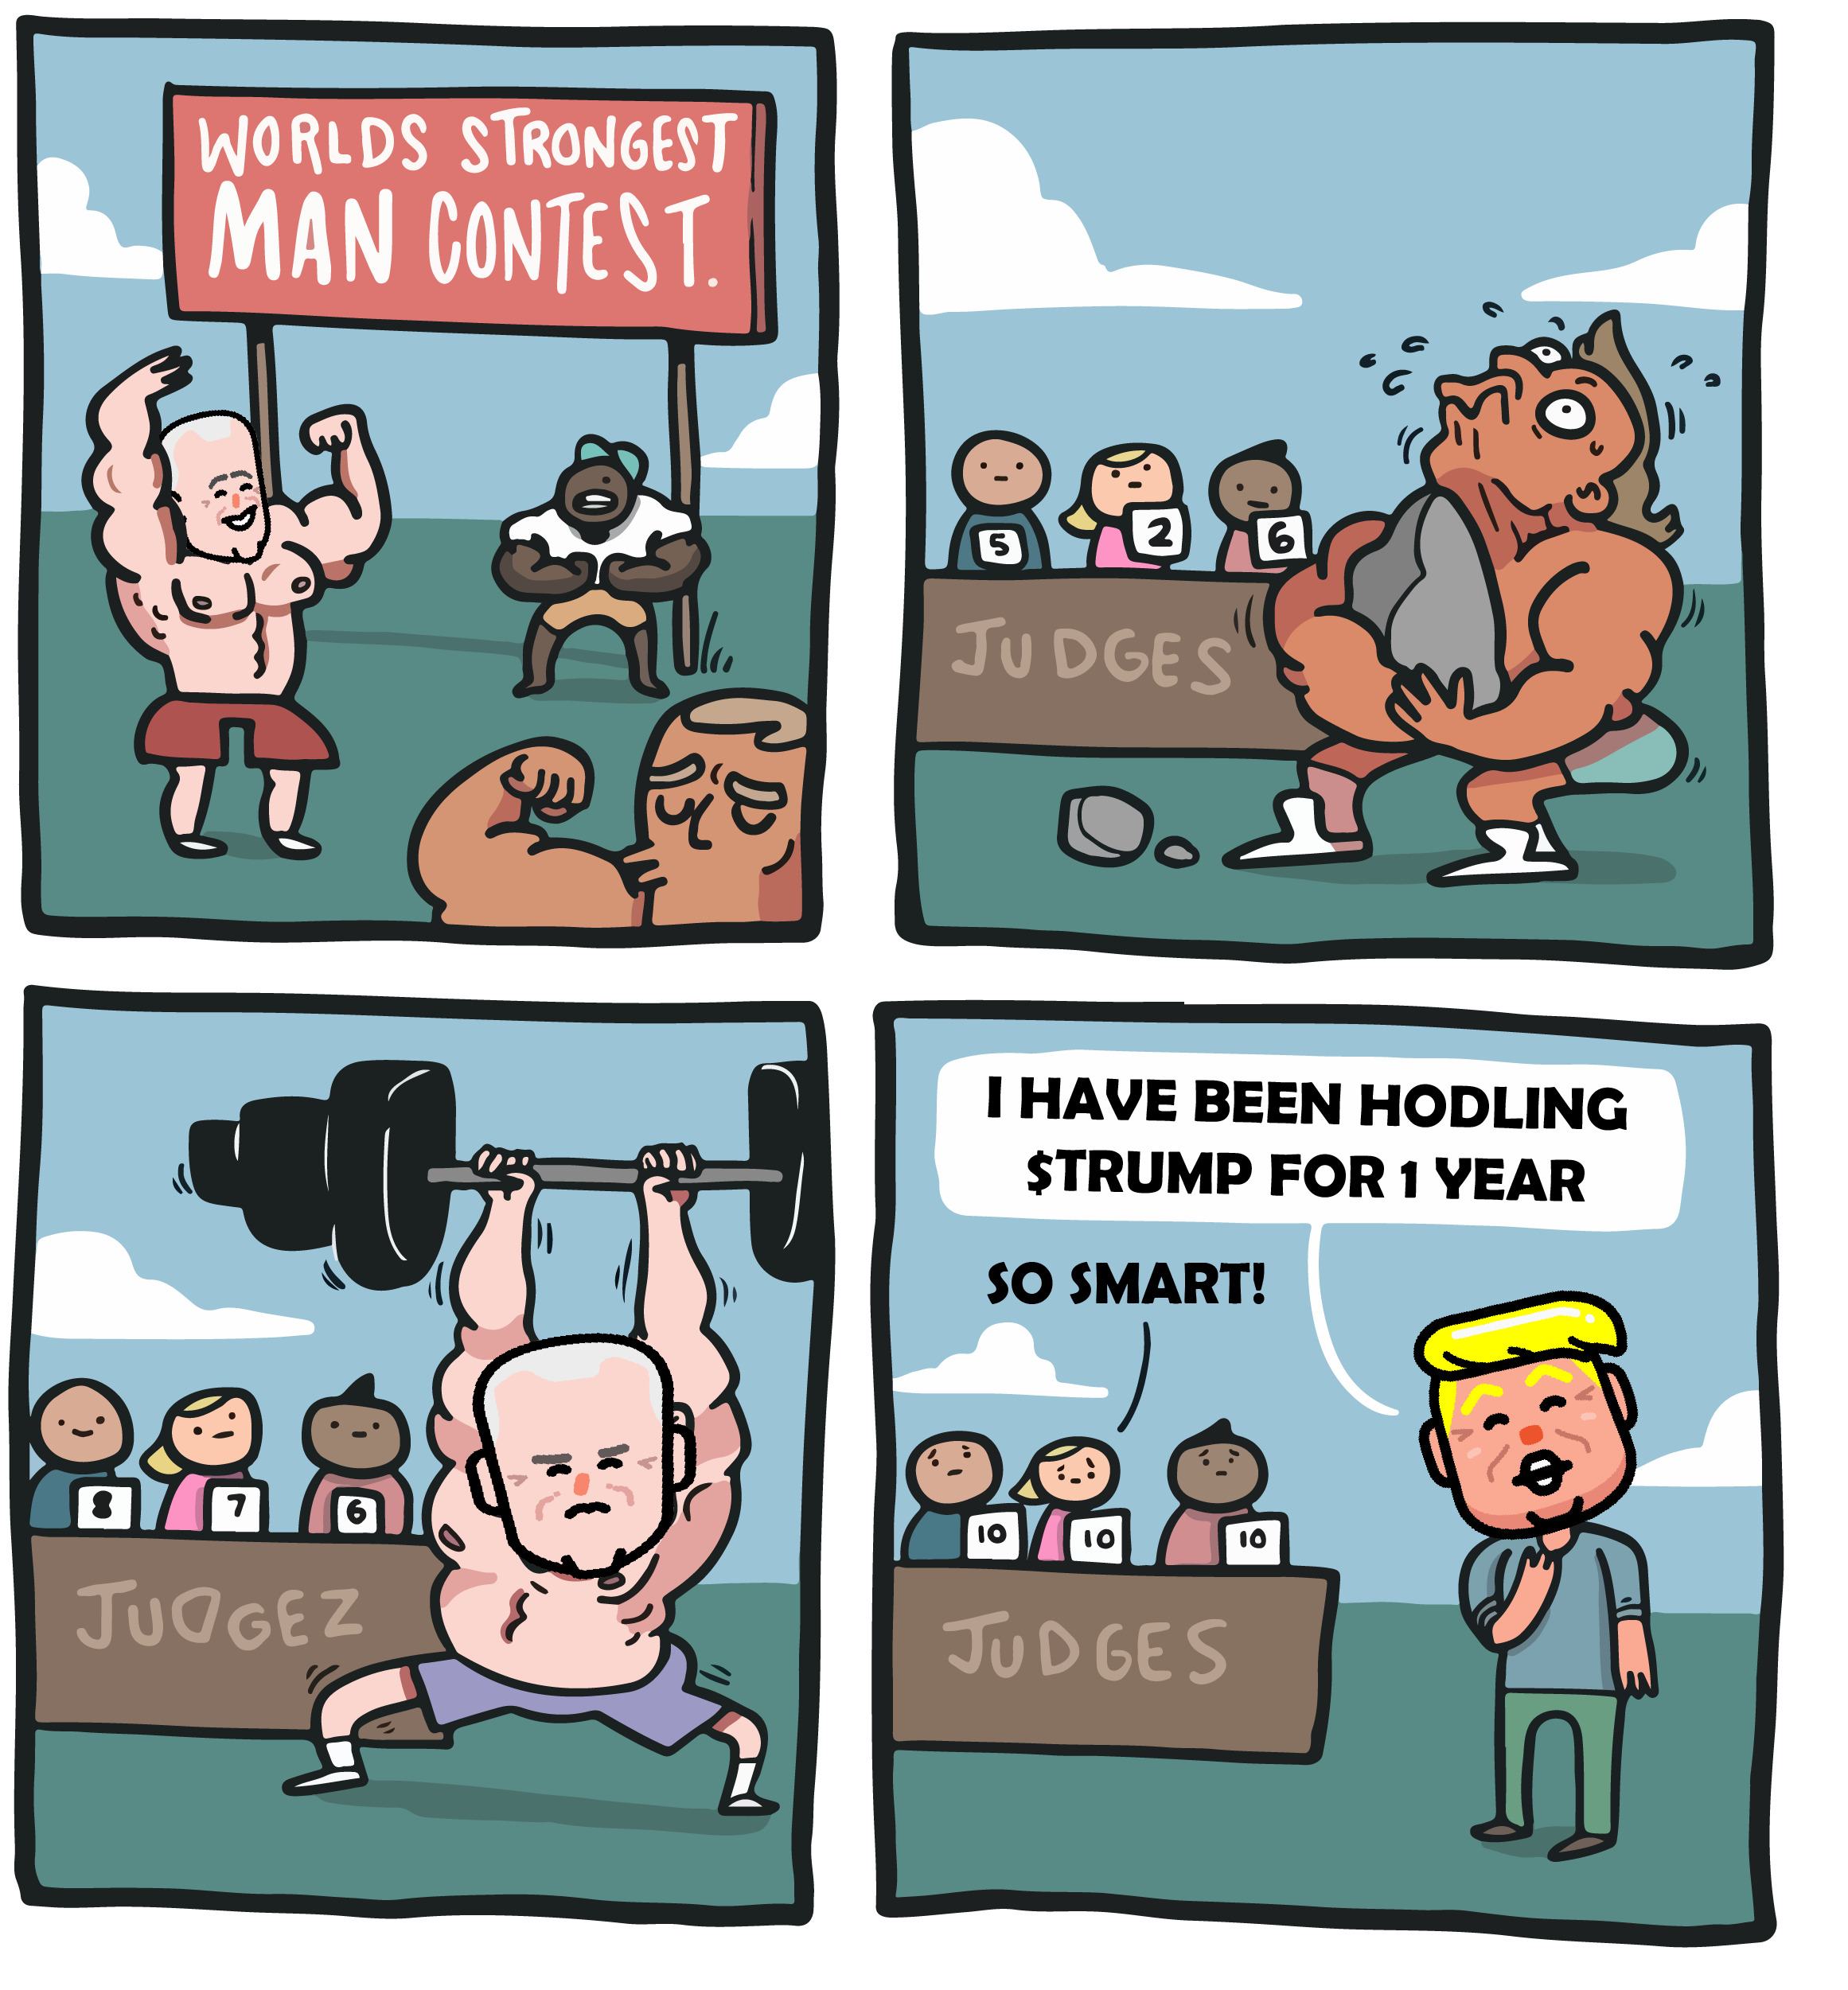 WORLDS STRONGEST
MAN CONTEST.
5
2
6
JUDGES
8
7
6
JUDGEZ
I HAVE BEEN HODLING
$TRUMP FOR 1 YEAR
SO SMART!
10
10
10
JUDGES